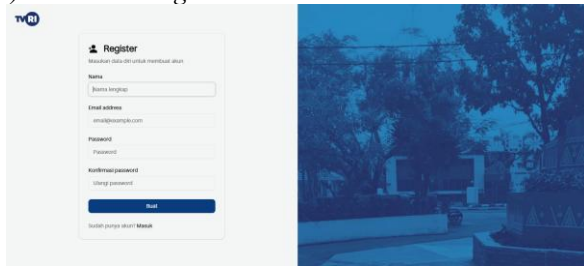 TVRI
Register
Masukan data diri untuk membuat akun
Nama
Nama lengkap
Email address
email@example.com
Password
Password
Konfirmasi password
Ulangi password
Buat
Sudah punya akun? Masuk